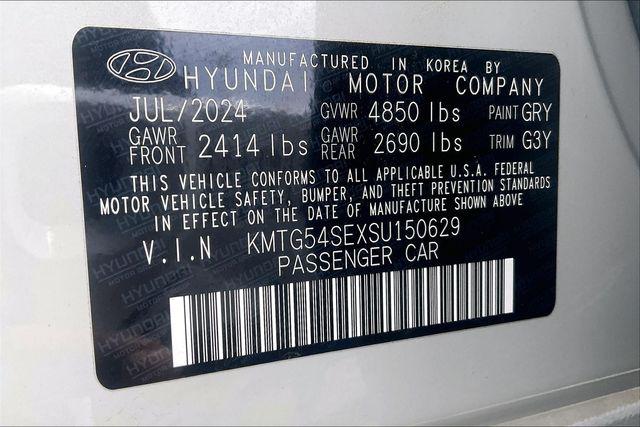 MANUFACTURED IN KOREA BY
HYUNDAI MOTOR COMPANY
JUL/2024 GVWR 4850 lbs PAINT GRY
GAWR FRONT 2414 lbs GAWR REAR 2690 lbs TRIM G3Y
THIS VEHICLE CONFORMS TO ALL APPLICABLE U.S.A. FEDERAL
MOTOR VEHICLE SAFETY, BUMPER, AND THEFT PREVENTION STANDARDS
IN EFFECT ON THE DATE OF MANUFACTURE SHOWN ABOVE
V.I.N KMTG54SEXSU150629
PASSENGER CAR